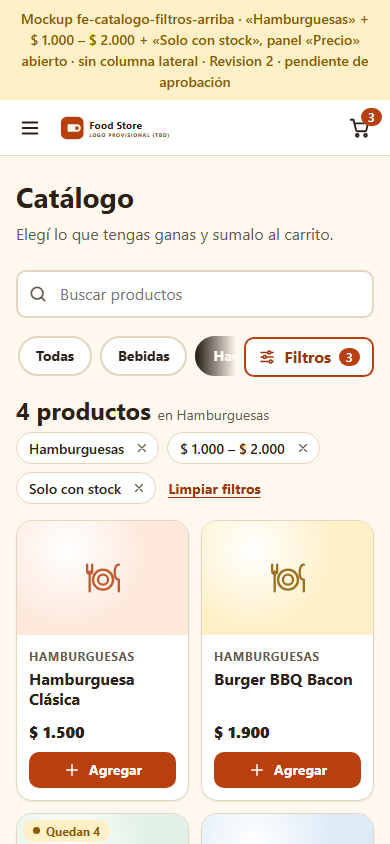 Mockup fe-catalogo-filtros-arriba · «Hamburguesas» +
$ 1.000 – $ 2.000 + «Solo con stock», panel «Precio»
abierto · sin columna lateral · Revision 2 · pendiente de
aprobación
Food Store
LOGO PROVISIONAL (TBD)
3
Catálogo
Elegí lo que tengas ganas y sumalo al carrito.
Buscar productos
Todas
Bebidas
Filtros 3
4 productos en Hamburguesas
Hamburguesas ×
$ 1.000 – $ 2.000 ×
Solo con stock ×
Limpiar filtros
HAMBURGUESAS
Hamburguesa
Clásica
$ 1.500
+ Agregar
HAMBURGUESAS
Burger BBQ Bacon
$ 1.900
+ Agregar
Quedan 4